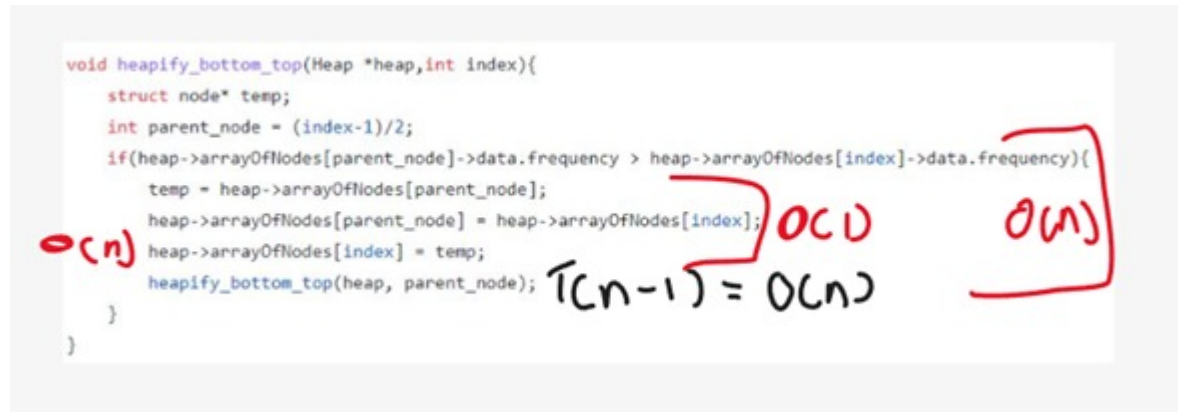 void heapify_bottom_top(Heap *heap,int index){
struct node* temp;
int parent_node = (index-1)/2;
if(heap->arrayOfNodes[parent_node]->data.frequency > heap->arrayOfNodes[index]->data.frequency){
temp = heap->arrayOfNodes[parent_node];
heap->arrayOfNodes[parent_node] = heap->arrayOfNodes[index]; O(1) O(n)
O(n) heap->arrayOfNodes[index] = temp;
heapify_bottom_top(heap, parent_node); T(n-1) = O(n)
}
}